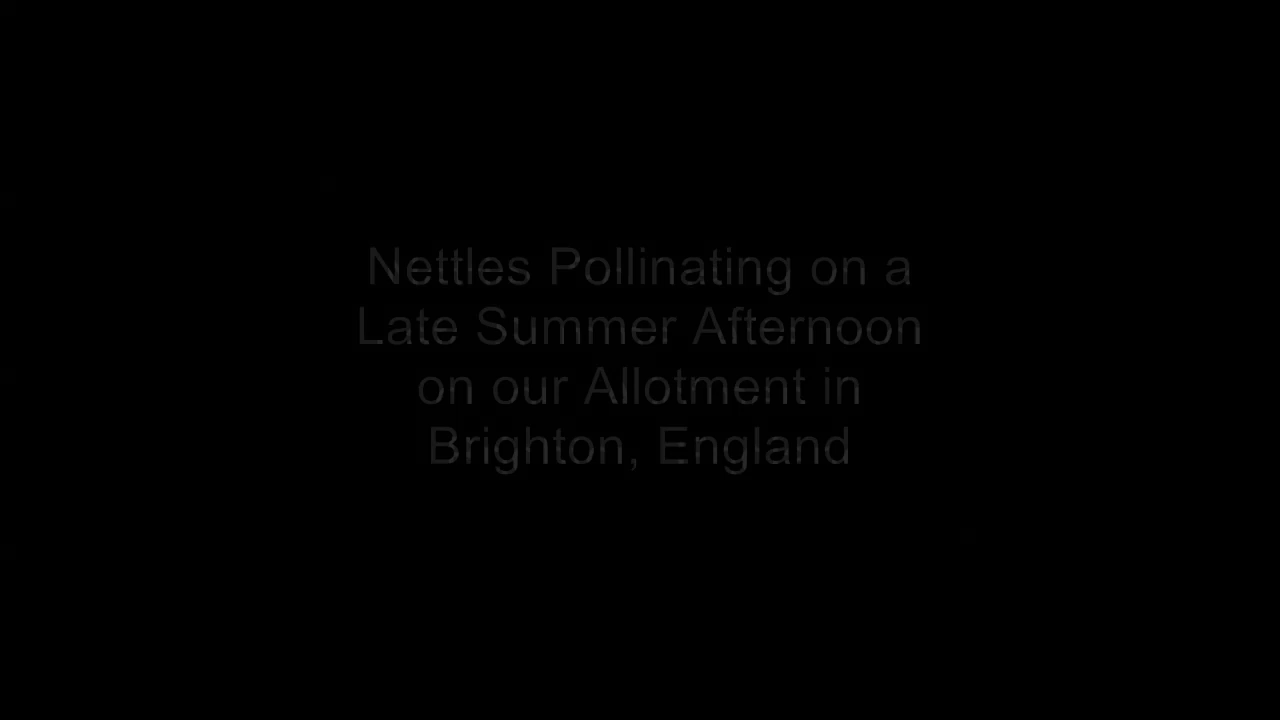 Nettles Pollinating on a
Late Summer Afternoon
on our Allotment in
Brighton, England